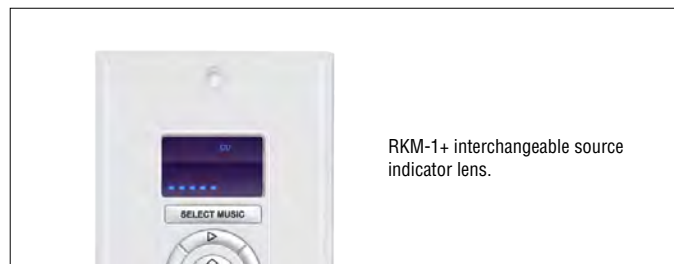 CD
SELECT MUSIC
RKM-1+ interchangeable source
indicator lens.